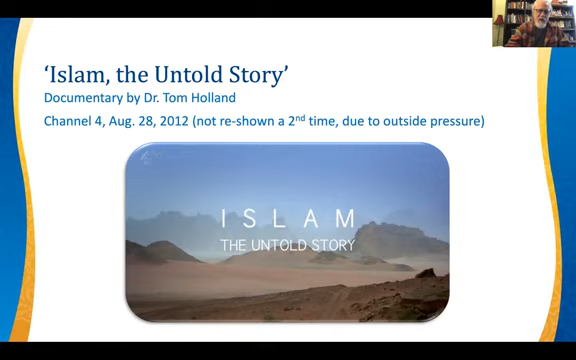 'Islam, the Untold Story'
Documentary by Dr. Tom Holland
Channel 4, Aug. 28, 2012 (not re-shown a 2nd time, due to outside pressure)
ISLAM
THE UNTOLD STORY